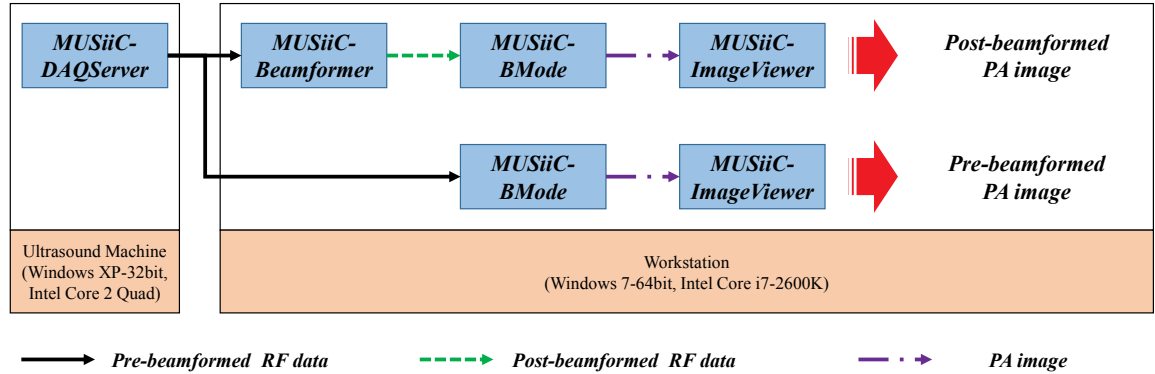 MUSiiC-
DAQServer
MUSiiC-
Beamformer
MUSiiC-
BMode
MUSiiC-
ImageViewer
Post-beamformed
PA image
MUSiiC-
BMode
MUSiiC-
ImageViewer
Pre-beamformed
PA image
Ultrasound Machine
(Windows XP-32bit,
Intel Core 2 Quad)
Workstation
(Windows 7-64bit, Intel Core i7-2600K)
Pre-beamformed RF data
Post-beamformed RF data
PA image